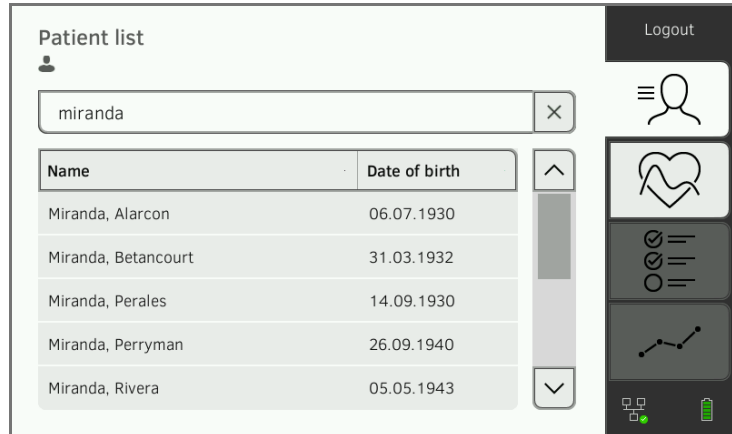 Patient list
Logout
miranda
Name Date of birth
Miranda, Alarcon 06.07.1930
Miranda, Betancourt 31.03.1932
Miranda, Perales 14.09.1930
Miranda, Perryman 26.09.1940
Miranda, Rivera 05.05.1943